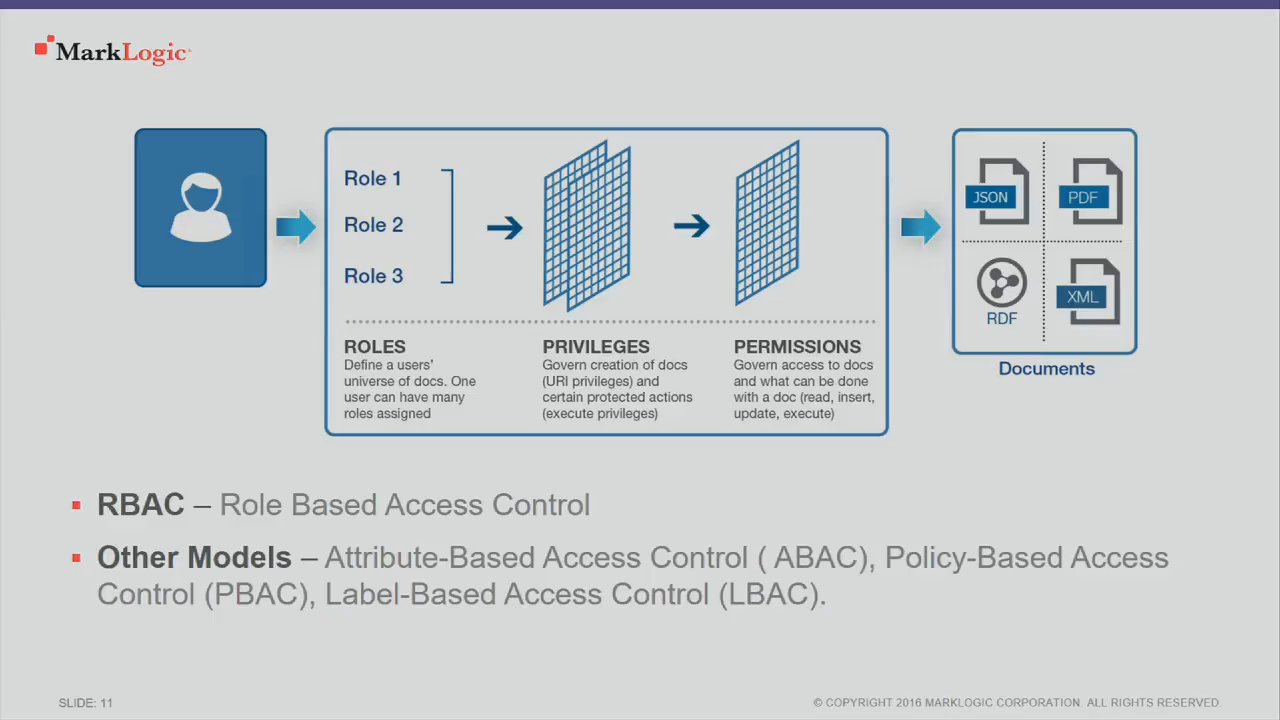 MarkLogic
Role 1
Role 2
Role 3
ROLES
Define a users'
universe of docs. One
user can have many
roles assigned
PRIVILEGES
Govern creation of docs
(URI privileges) and
certain protected actions
(execute privileges)
PERMISSIONS
Govern access to docs
and what can be done
with a doc (read, insert,
update, execute)
JSON
PDF
RDF
XML
Documents
RBAC – Role Based Access Control
Other Models – Attribute-Based Access Control ( ABAC), Policy-Based Access
Control (PBAC), Label-Based Access Control (LBAC).
SLIDE: 11
© COPYRIGHT 2016 MARKLOGIC CORPORATION. ALL RIGHTS RESERVED.